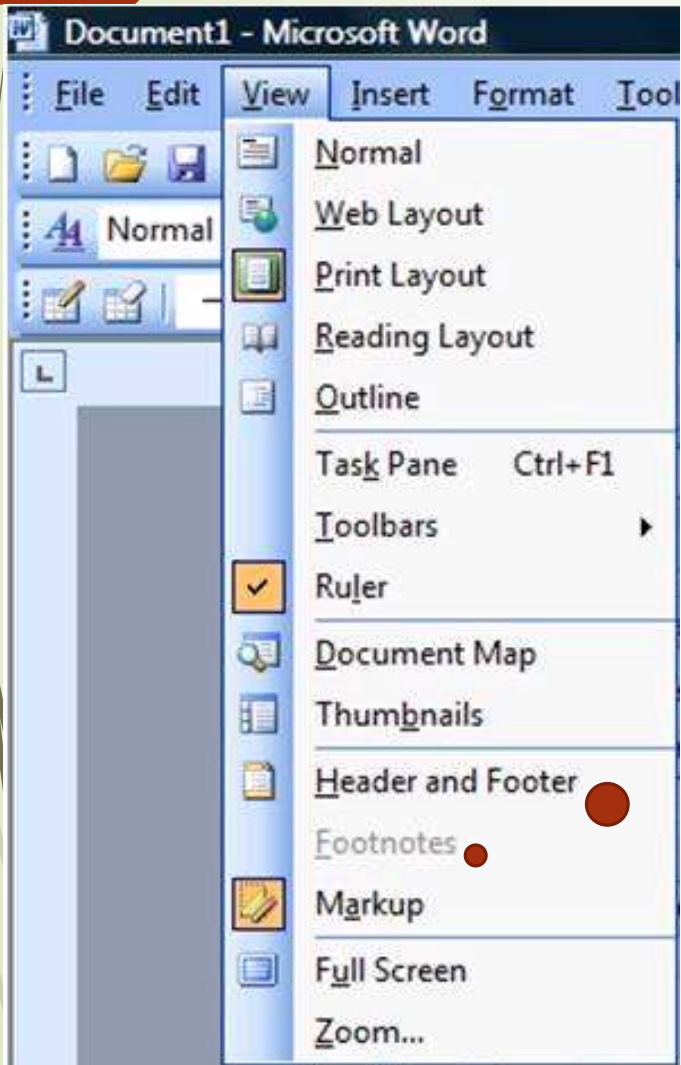 Document1 - Microsoft Word
File Edit View Insert Format Tool
Normal
Normal
Web Layout
Print Layout
Reading Layout
Outline
Task Pane Ctrl+F1
Toolbars
Ruler
Document Map
Thumbnails
Header and Footer
Footnotes
Markup
Full Screen
Zoom...